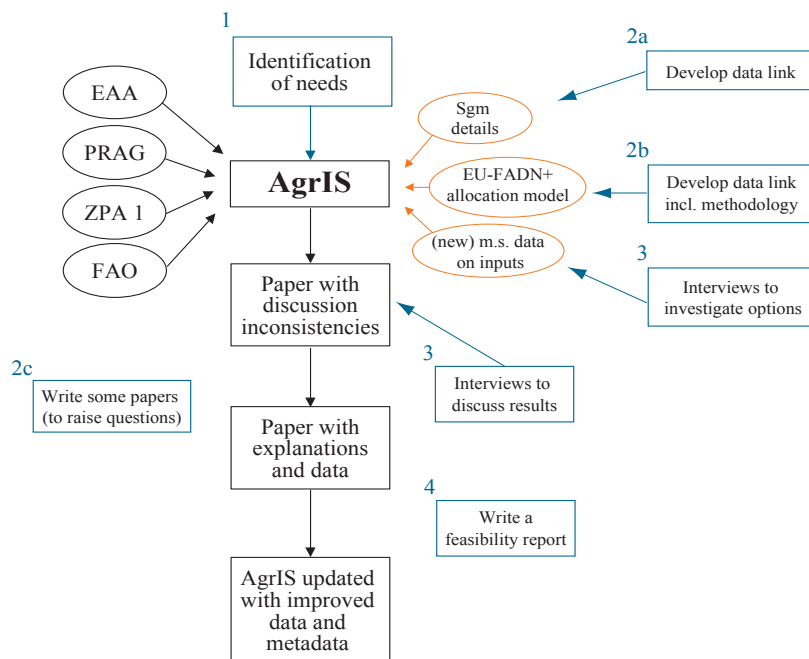 1
Identification
of needs
2a
Develop data link
EAA
PRAG
ZPA 1
FAO
AgrIS
Sgm
details
EU-FADN+
allocation model
(new) m.s. data
on inputs
2b
Develop data link
incl. methodology
3
Interviews to
investigate options
Paper with
discussion
inconsistencies
3
Interviews to
discuss results
2c
Write some papers
(to raise questions)
Paper with
explanations
and data
4
Write a
feasibility report
AgrIS updated
with improved
data and
metadata